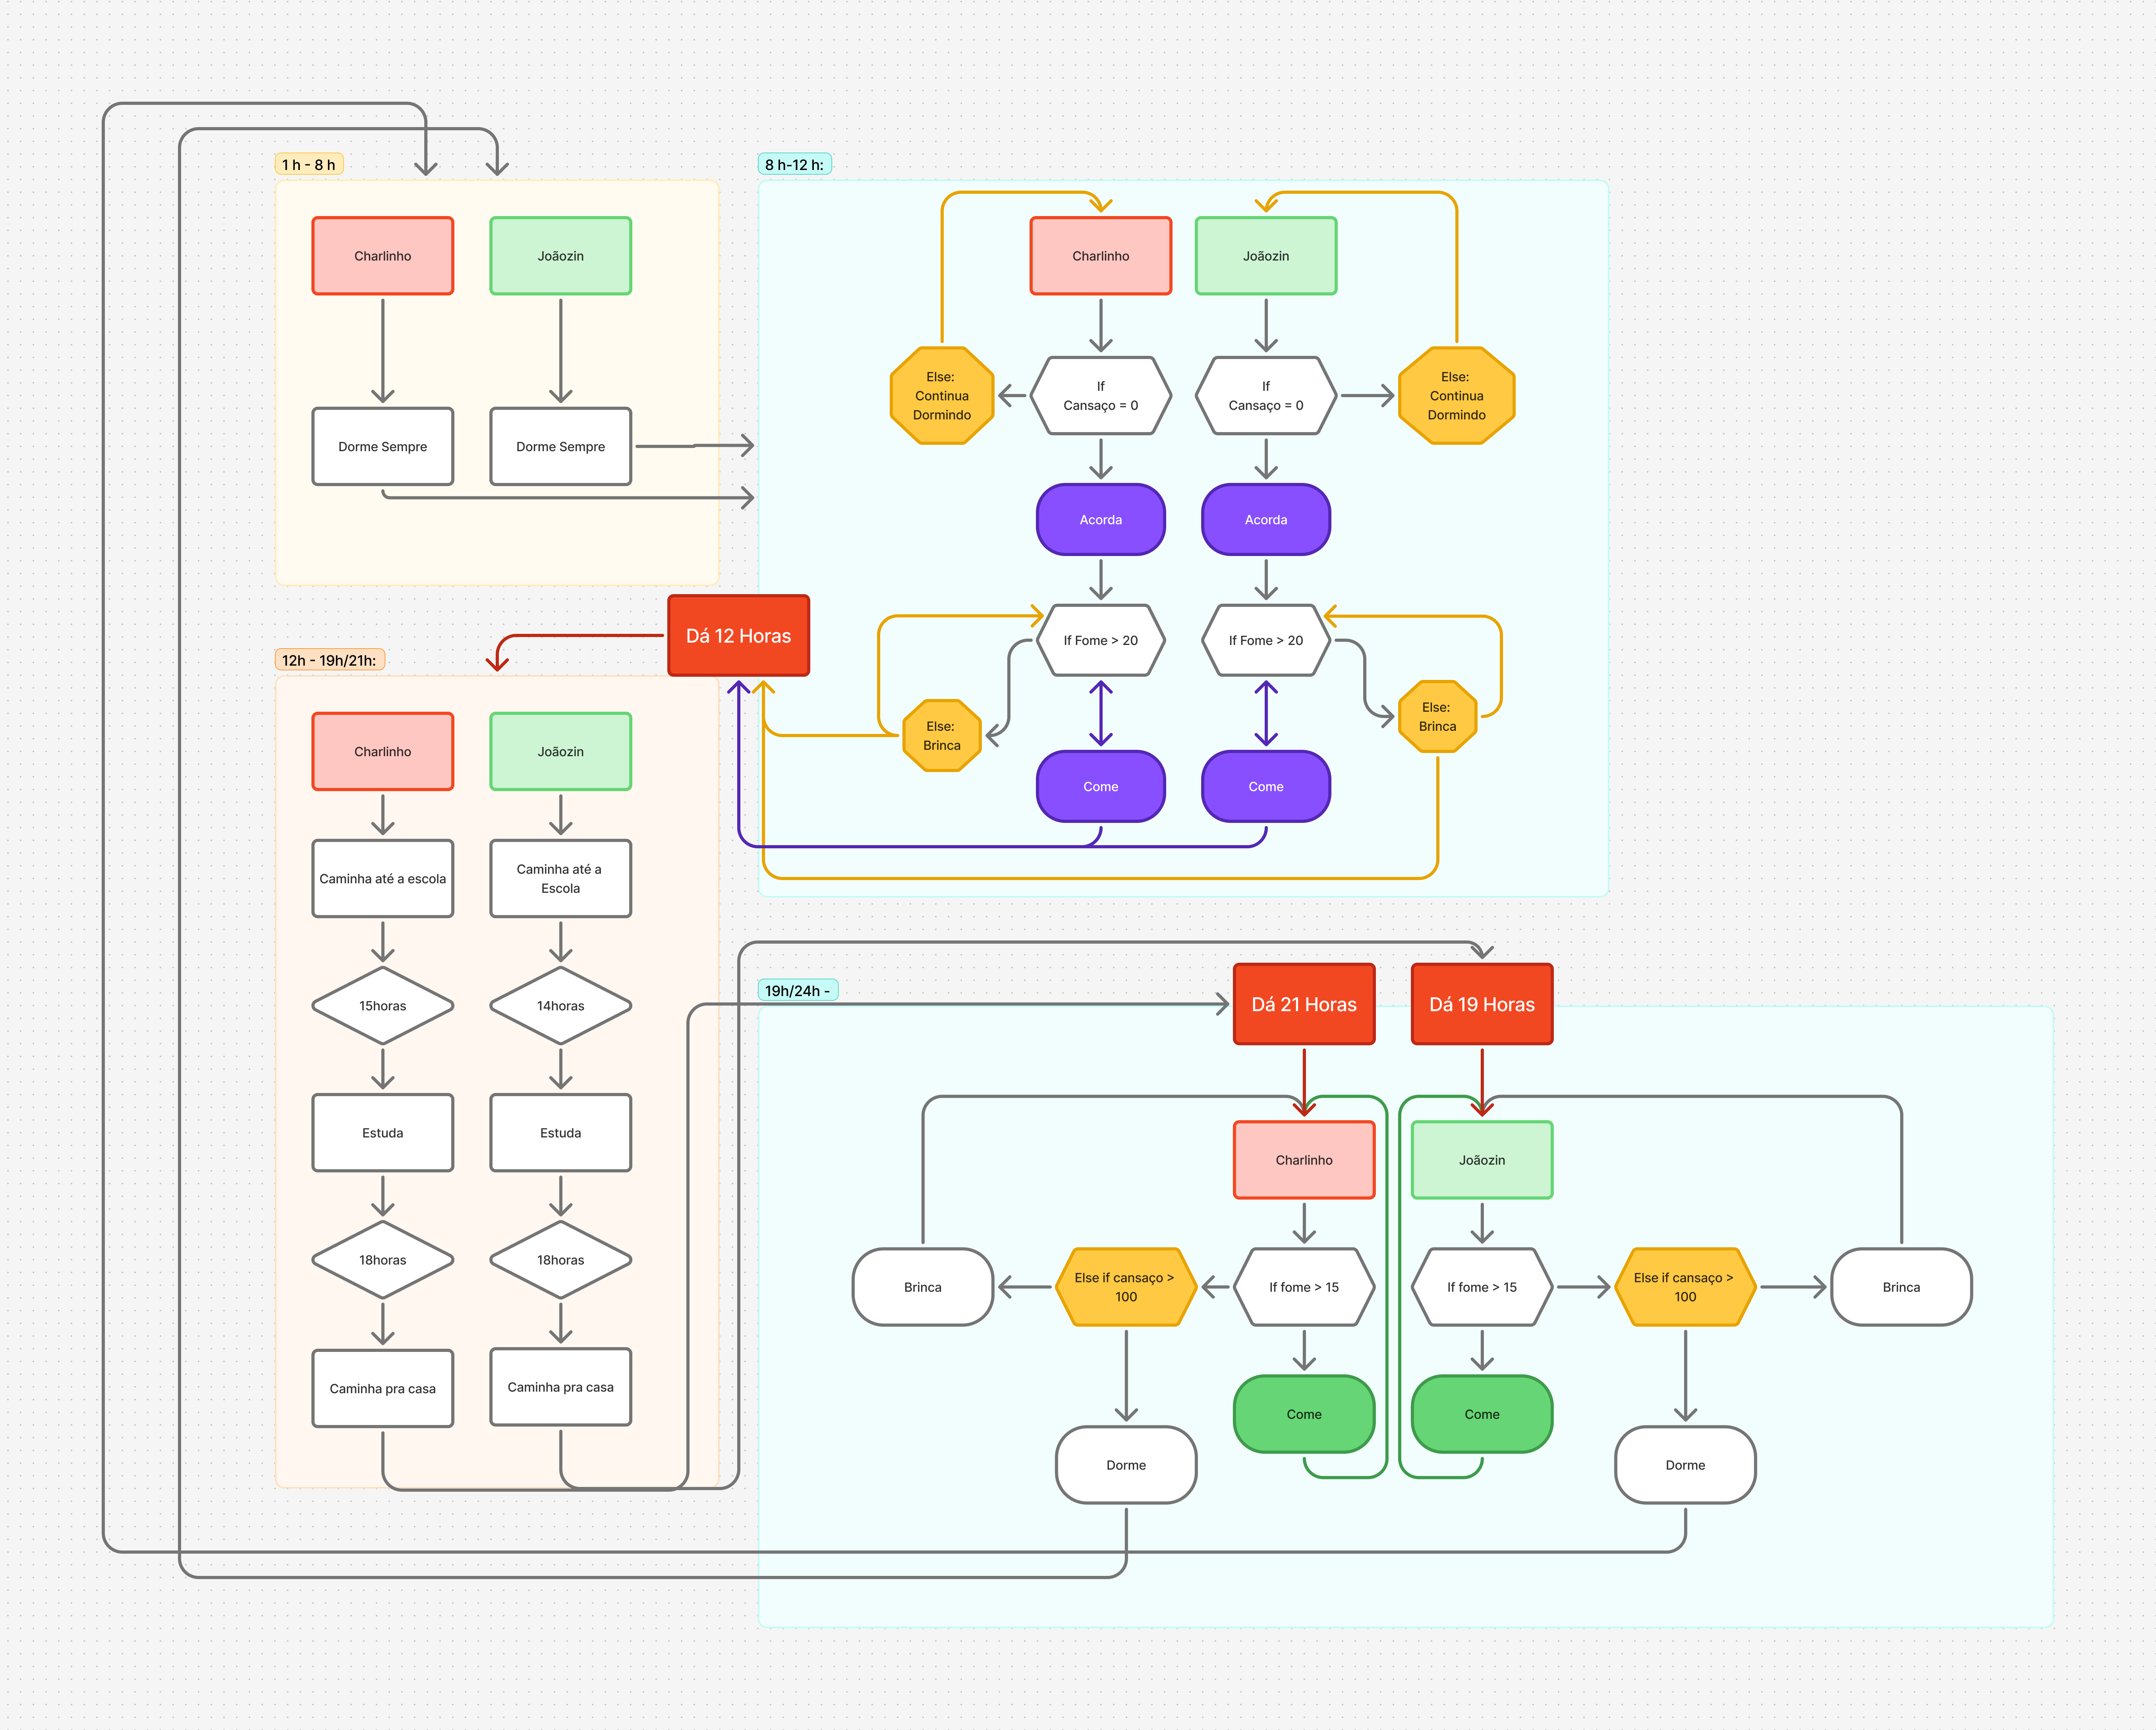 1 h - 8 h
Charlinho
Joãozin
Dorme Sempre
Dorme Sempre
8 h-12 h:
Charlinho
Joãozin
Else:
Continua
Dormindo
If
Cansaço = 0
If
Cansaço = 0
Else:
Continua
Dormindo
Acorda
Acorda
If Fome > 20
If Fome > 20
Else:
Brinca
Else:
Brinca
Come
Come
Dá 12 Horas
12h - 19h/21h:
Charlinho
Joãozin
Caminha até a escola
Caminha até a
Escola
15horas
14horas
Estuda
Estuda
18horas
18horas
Caminha pra casa
Caminha pra casa
19h/24h -
Dá 21 Horas
Dá 19 Horas
Charlinho
Joãozin
Brinca
Else if cansaço >
100
If fome > 15
If fome > 15
Else if cansaço >
100
Brinca
Come
Come
Dorme
Dorme